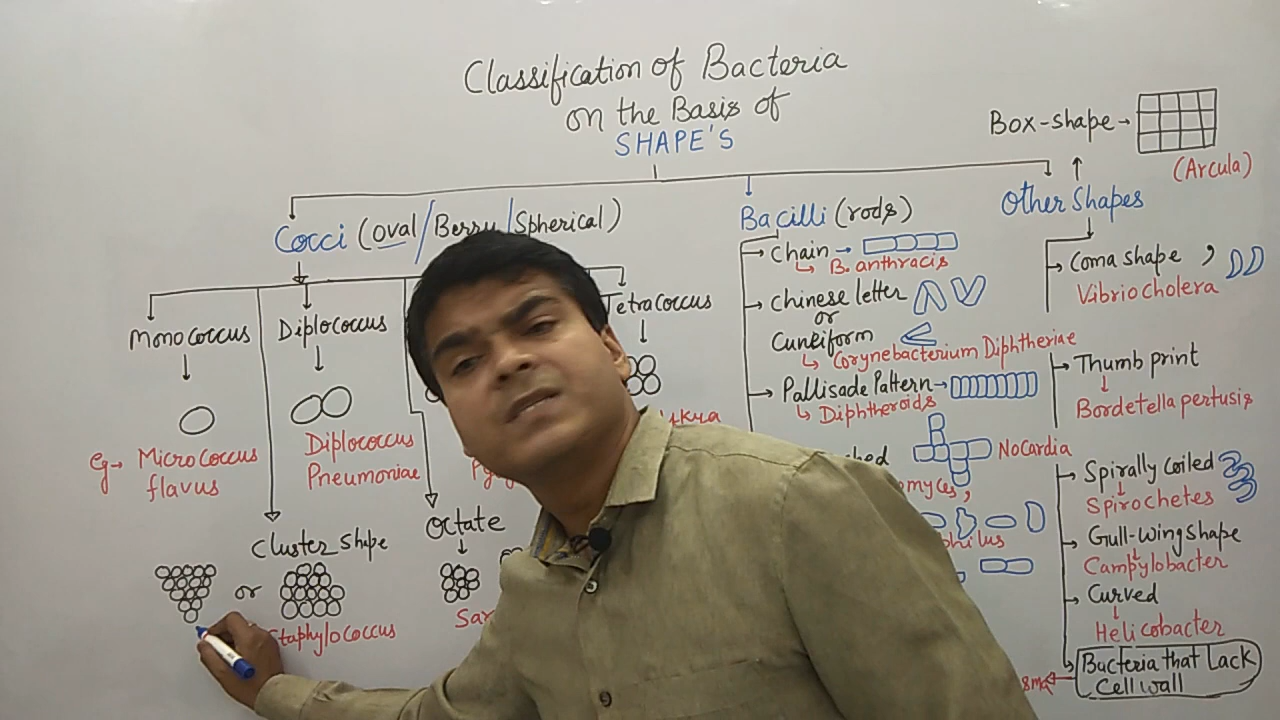 Classification of Bacteria
on the Basis of
SHAPE'S
Box-shape
(Arcula)
Cocci (oval/Berry/Spherical)
Bacilli (rods)
Other Shapes
Monococcus
Diplococcus
Tetracoccus
Chain
B. anthracis
Chinese letter
or
Cuneiform
Corynebacterium Diphtheriae
Pallisade Pattern
Diphtheroids
Coma shape
Vibriocholera
Thumb print
Bordetella pertusis
eg Micrococcus
flavus
Diplococcus
Pneumoniae
Nocardia
Spirally coiled
Spirochetes
Gull-wing shape
Campylobacter
Curved
Helicobacter
Bacteria that Lack
Cell wall
Cluster Shape
or
Staphylococcus
Octate